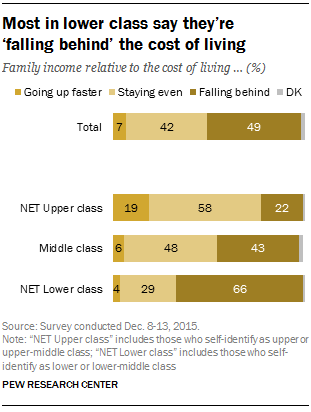 Most in lower class say they're
'falling behind' the cost of living
Family income relative to the cost of living ... (%)
Going up faster Staying even Falling behind DK
Total 7 42 49
NET Upper class 19 58 22
Middle class 6 48 43
NET Lower class 4 29 66
Source: Survey conducted Dec. 8-13, 2015.
Note: "NET Upper class" includes those who self-identify as upper or
upper-middle class; "NET Lower class" includes those who self-
identify as lower or lower-middle class
PEW RESEARCH CENTER